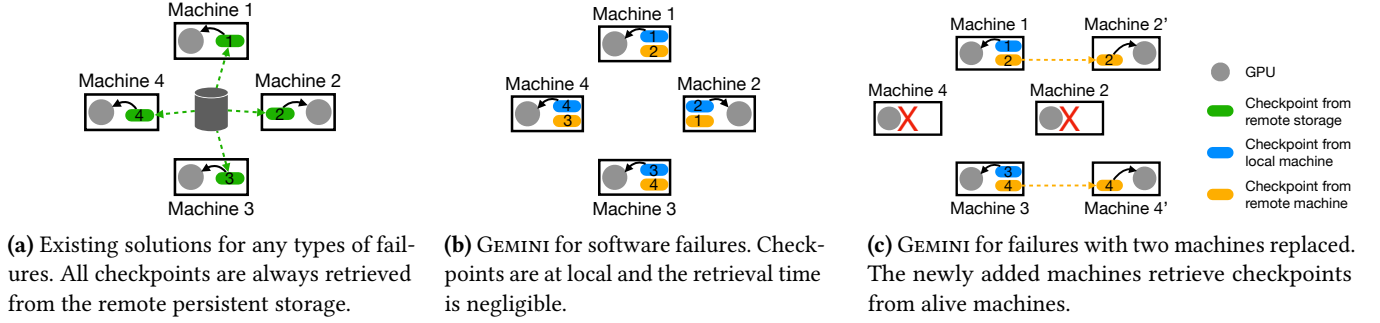 Machine 1
1
Machine 4
4
Machine 2
2
3
Machine 3
(a) Existing solutions for any types of fail-
ures. All checkpoints are always retrieved
from the remote persistent storage.
Machine 1
1
2
Machine 4
4
3
Machine 2
2
1
3
4
Machine 3
(b) GEMINI for software failures. Check-
points are at local and the retrieval time
is negligible.
Machine 1
1
2
Machine 2'
2
Machine 4
X
Machine 2
X
3
4
Machine 3
4
Machine 4'
GPU
Checkpoint from
remote storage
Checkpoint from
local machine
Checkpoint from
remote machine
(c) GEMINI for failures with two machines replaced.
The newly added machines retrieve checkpoints
from alive machines.